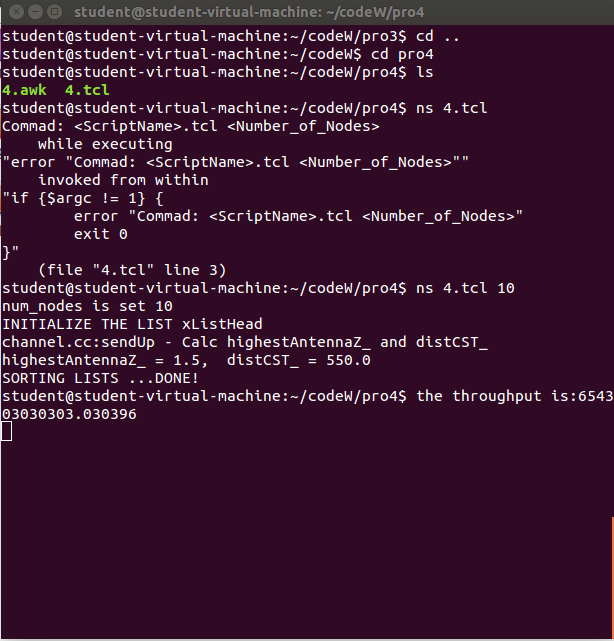 student@student-virtual-machine: ~/codeW/pro4
student@student-virtual-machine:~/codeW/pro3$ cd ..
student@student-virtual-machine:~/codeW$ cd pro4
student@student-virtual-machine:~/codeW/pro4$ ls
4.awk  4.tcl
student@student-virtual-machine:~/codeW/pro4$ ns 4.tcl
Commad: <ScriptName>.tcl <Number_of_Nodes>
    while executing
"error "Commad: <ScriptName>.tcl <Number_of_Nodes>""
    invoked from within
"if {$argc != 1} {
        error "Commad: <ScriptName>.tcl <Number_of_Nodes>"
        exit 0
}"
    (file "4.tcl" line 3)
student@student-virtual-machine:~/codeW/pro4$ ns 4.tcl 10
num_nodes is set 10
INITIALIZE THE LIST xListHead
channel.cc:sendUp - Calc highestAntennaZ_ and distCST_
highestAntennaZ_ = 1.5,  distCST_ = 550.0
SORTING LISTS ...DONE!
student@student-virtual-machine:~/codeW/pro4$ the throughput is:6543
03030303.030396